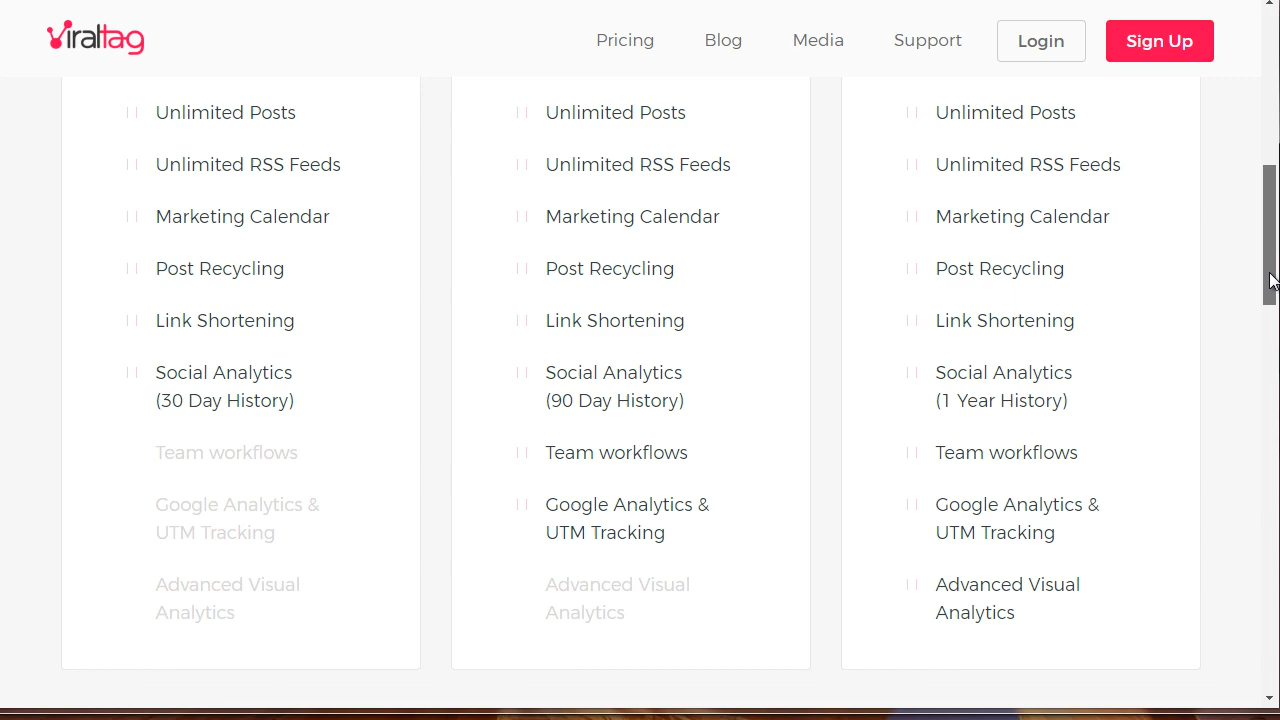 Viraltag
Pricing
Blog
Media
Support
Login
Sign Up
Unlimited Posts
Unlimited RSS Feeds
Marketing Calendar
Post Recycling
Link Shortening
Social Analytics
(30 Day History)
Team workflows
Google Analytics &
UTM Tracking
Advanced Visual
Analytics
Unlimited Posts
Unlimited RSS Feeds
Marketing Calendar
Post Recycling
Link Shortening
Social Analytics
(90 Day History)
Team workflows
Google Analytics &
UTM Tracking
Advanced Visual
Analytics
Unlimited Posts
Unlimited RSS Feeds
Marketing Calendar
Post Recycling
Link Shortening
Social Analytics
(1 Year History)
Team workflows
Google Analytics &
UTM Tracking
Advanced Visual
Analytics